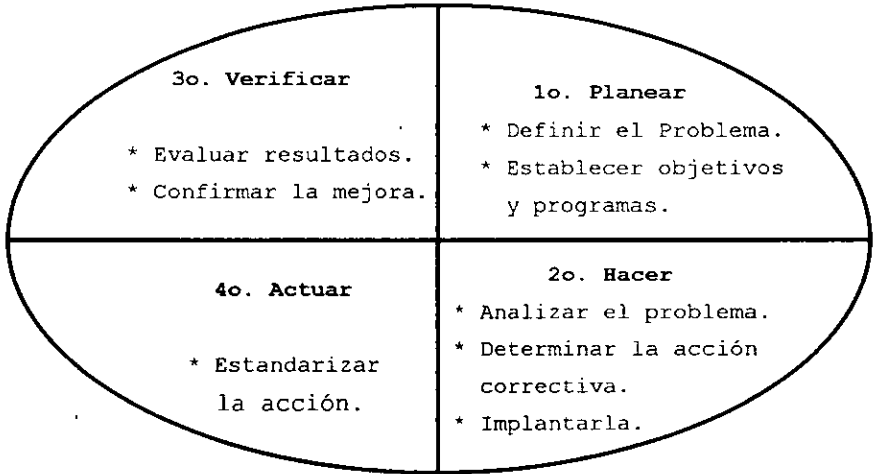 3o. Verificar
* Evaluar resultados.
* Confirmar la mejora.
1o. Planear
* Definir el Problema.
* Establecer objetivos
y programas.
4o. Actuar
* Estandarizar
la acción.
2o. Hacer
* Analizar el problema.
* Determinar la acción
correctiva.
* Implantarla.